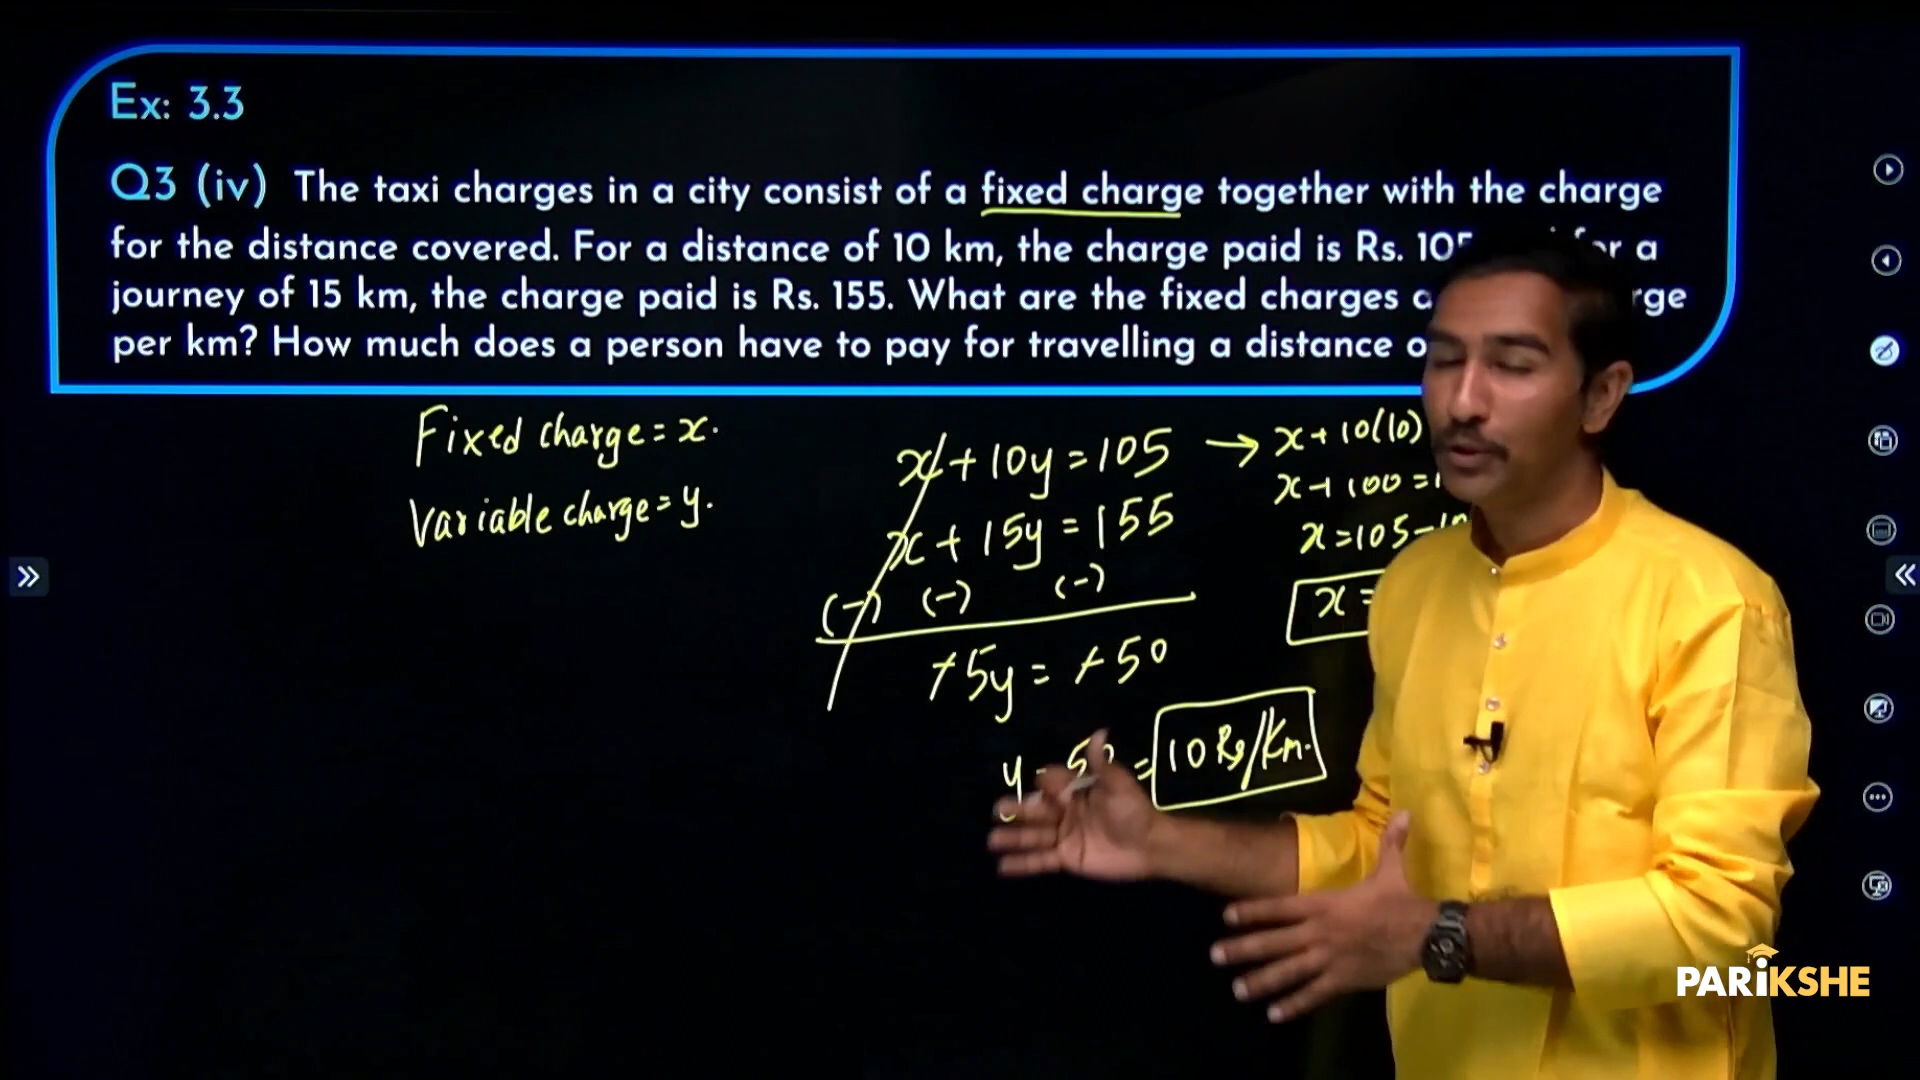 Ex: 3.3
Q3 (iv) The taxi charges in a city consist of a fixed charge together with the charge
for the distance covered. For a distance of 10 km, the charge paid is Rs. 105 for a
journey of 15 km, the charge paid is Rs. 155. What are the fixed charges
per km? How much does a person have to pay for travelling a distance
Fixed charge = x.
Variable charge = y.
x + 10y = 105 → x + 10(10)
x + 15y = 155
(-) (-) (-)
+5y = +50
10 Rs/Km.
x + 100 =
x = 105 -
x =
PARIKSHE